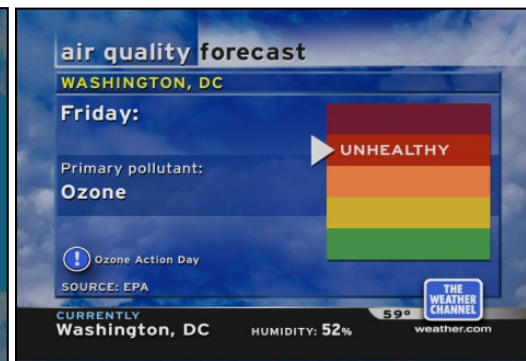 air quality forecast
WASHINGTON, DC
Friday:
UNHEALTHY
Primary pollutant:
Ozone
! Ozone Action Day
SOURCE: EPA
THE
WEATHER
CHANNEL
CURRENTLY
59°
Washington, DC HUMIDITY: 52% weather.com